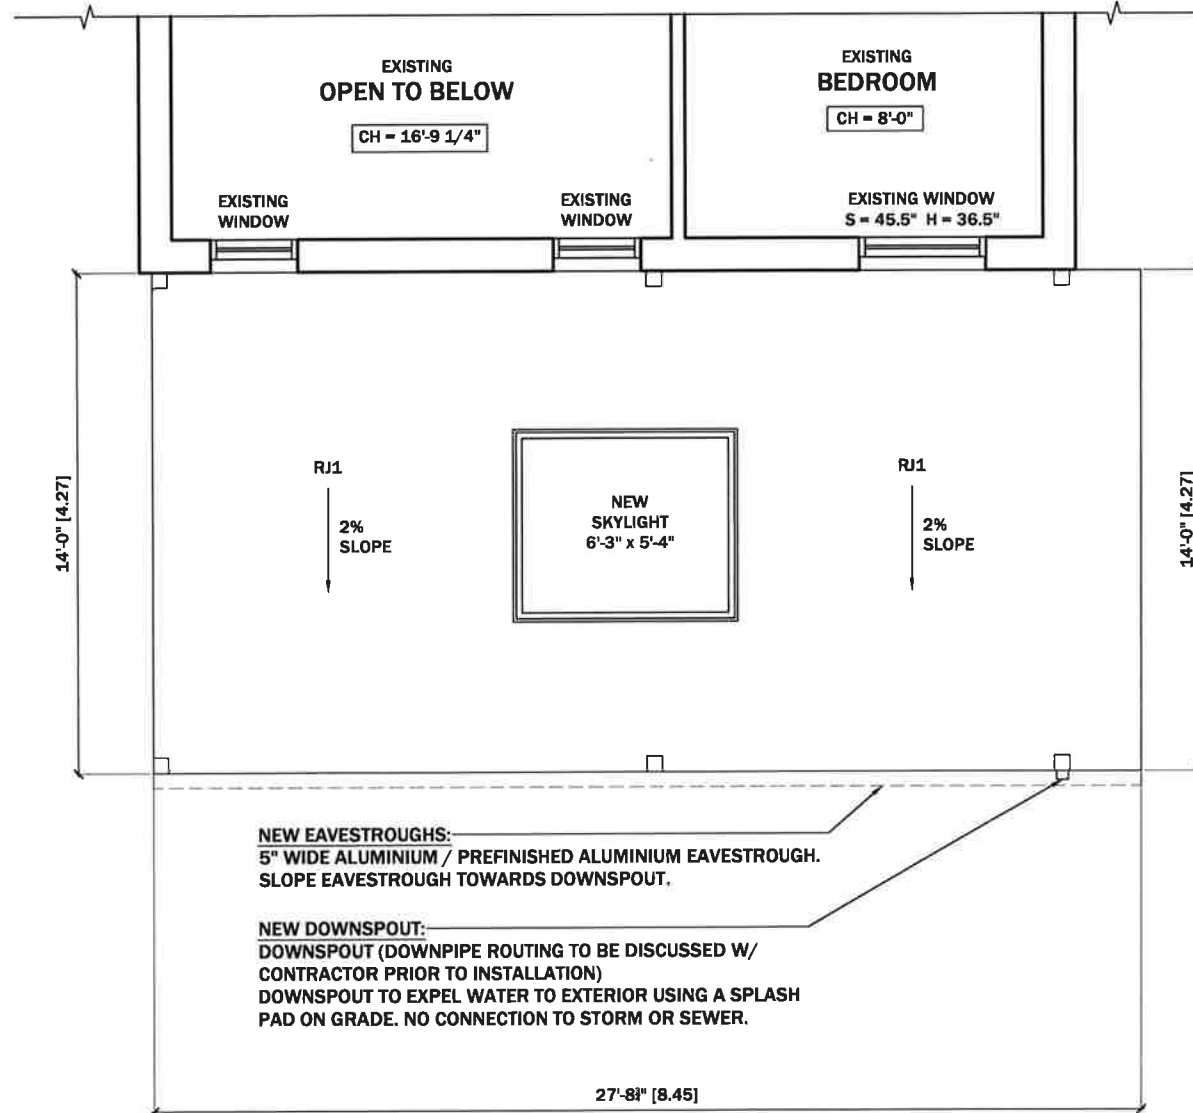 EXISTING
OPEN TO BELOW
CH = 16'-9 1/4"
EXISTING
BEDROOM
CH = 8'-0"
EXISTING
WINDOW
EXISTING
WINDOW
EXISTING WINDOW
S = 45.5" H = 36.5"
14'-0" [4.27]
RJ1
2%
SLOPE
NEW
SKYLIGHT
6'-3" x 5'-4"
RJ1
2%
SLOPE
14'-0" [4.27]
NEW EAVESTROUGHS:
5" WIDE ALUMINIUM / PREFINISHED ALUMINIUM EAVESTROUGH.
SLOPE EAVESTROUGH TOWARDS DOWNSPOUT.
NEW DOWNSPOUT:
DOWNSPOUT (DOWNPIPE ROUTING TO BE DISCUSSED W/
CONTRACTOR PRIOR TO INSTALLATION)
DOWNSPOUT TO EXPEL WATER TO EXTERIOR USING A SPLASH
PAD ON GRADE. NO CONNECTION TO STORM OR SEWER.
[8.45]